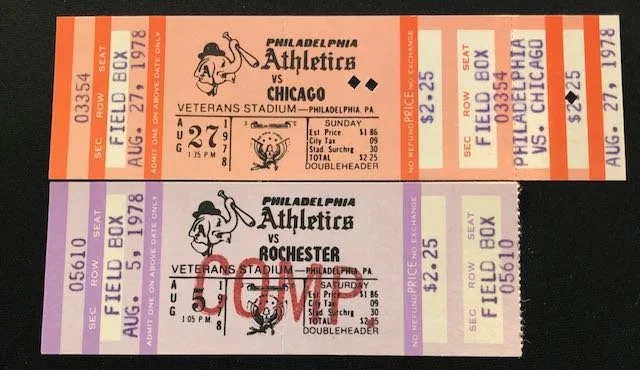 03354
SEC ROW SEAT
FIELD BOX
AUG. 27, 1978
ADMIT ONE ON ABOVE DATE ONLY
PHILADELPHIA
Athletics
VS
CHICAGO
VETERANS STADIUM—PHILADELPHIA, PA.
AUG 27 1978
1:35 P.M
SUNDAY
Est Price $1 86
City Tax 09
Stad. Surchrg 30
TOTAL $2 25
DOUBLEHEADER
NO REFUND PRICE NO EXCHANGE
$2.25
SEC ROW SEAT
FIELD BOX
03354
PHILADELPHIA
VS. CHICAGO
$2.25
AUG. 27, 1978
05610
SEC ROW SEAT
FIELD BOX
AUG. 5, 1978
ADMIT ONE ON ABOVE DATE ONLY
PHILADELPHIA
Athletics
VS
ROCHESTER
VETERANS STADIUM—PHILADELPHIA, PA
AUG 5 1978
1 05 P.M.
SATURDAY
Est Price $1 86
City Tax 09
Stad. Surchrg 30
TOTAL $2.25
DOUBLEHEADER
COMP.
NO REFUND PRICE NO EXCHANGE
$2.25
SEC ROW SEAT
FIELD BOX
05610